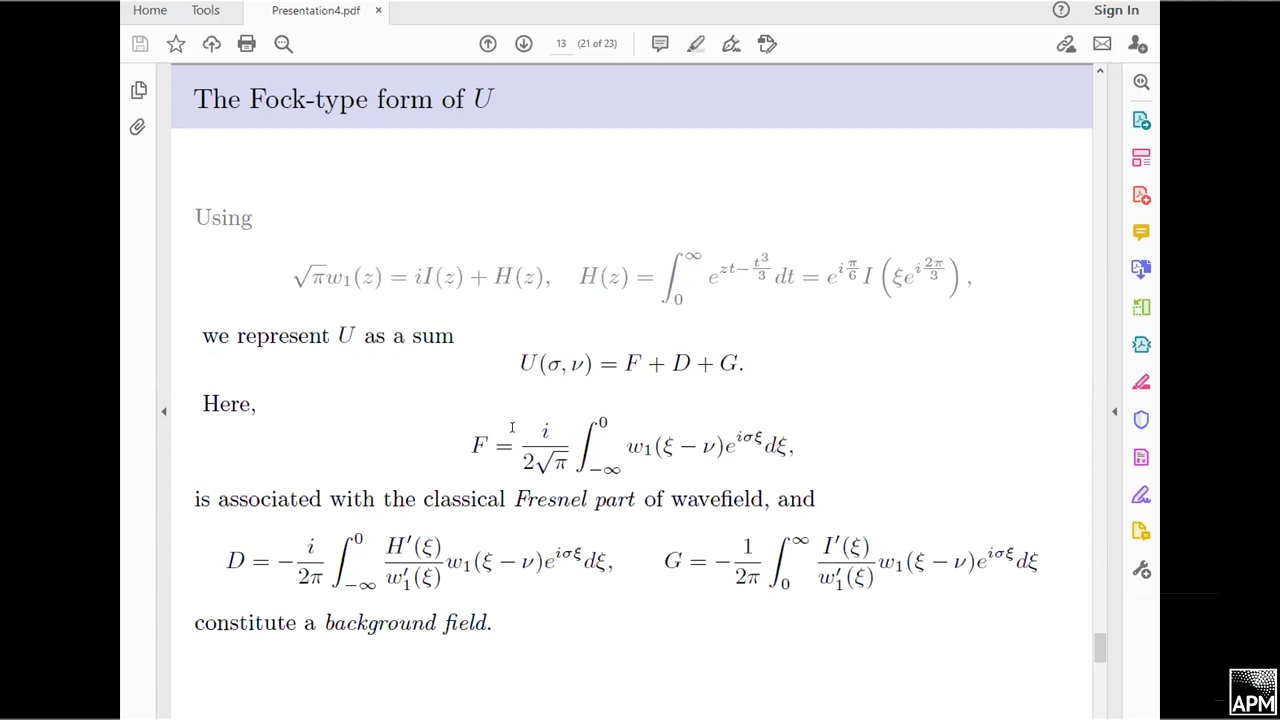 Home Tools Presentation4.pdf × Sign In
13 (21 of 23)
The Fock-type form of U
Using
√π w₁(z) = iI(z) + H(z), H(z) = ∫₀^∞ e^{zt − t³/3} dt = e^{iπ/6} I(ξe^{i2π/3}),
we represent U as a sum
U(σ, ν) = F + D + G.
Here,
F = i/(2√π) ∫_{−∞}^0 w₁(ξ − ν)e^{iσξ} dξ,
is associated with the classical Fresnel part of wavefield, and
D = − i/(2π) ∫_{−∞}^0 H′(ξ)/w₁′(ξ) w₁(ξ − ν)e^{iσξ} dξ, G = − 1/(2π) ∫₀^∞ I′(ξ)/w₁′(ξ) w₁(ξ − ν)e^{iσξ} dξ
constitute a background field.
APM